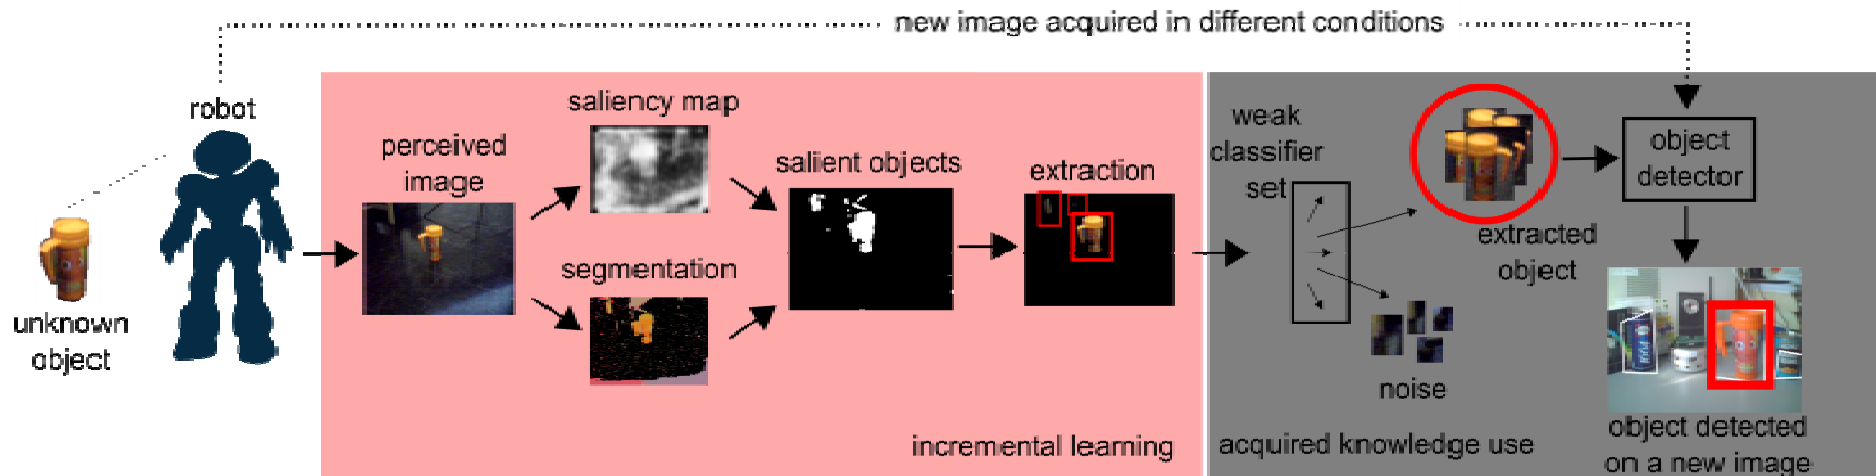 new image acquired in different conditions
robot
unknown
object
perceived
image
saliency map
segmentation
salient objects
extraction
incremental learning
weak
classifier
set
extracted
object
noise
object
detector
object detected
on a new image
acquired knowledge use